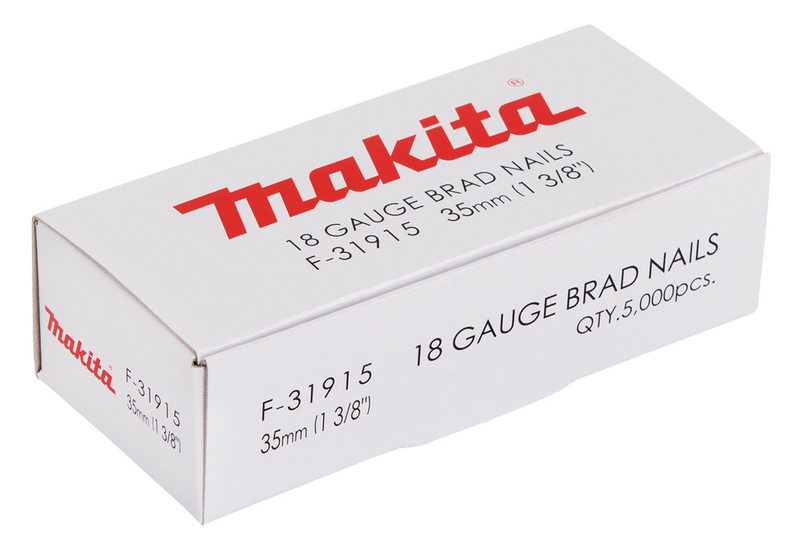 makita®
18 GAUGE BRAD NAILS
F-31915 35mm (1 3/8")
makita®
F-31915
35mm (1 3/8")
F-31915
35mm (1 3/8")
18 GAUGE BRAD NAILS
QTY.5,000pcs.